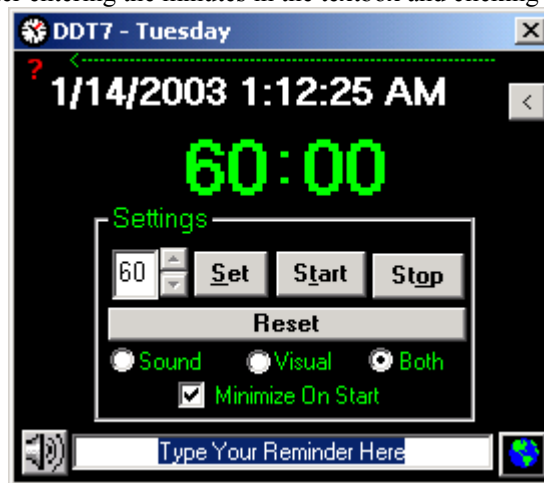 DDT7 - Tuesday
?
1/14/2003 1:12:25 AM
<
60:00
Settings
60 Set Start Stop
Reset
Sound Visual Both
Minimize On Start
Type Your Reminder Here